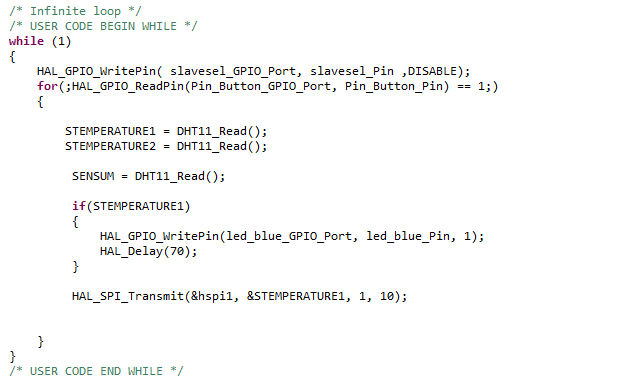 /* Infinite loop */
/* USER CODE BEGIN WHILE */
while (1)
{
HAL_GPIO_WritePin( slavesel_GPIO_Port, slavesel_Pin ,DISABLE);
for(;HAL_GPIO_ReadPin(Pin_Button_GPIO_Port, Pin_Button_Pin) == 1;)
{
STEMPERATURE1 = DHT11_Read();
STEMPERATURE2 = DHT11_Read();
SENSUM = DHT11_Read();
if(STEMPERATURE1)
{
HAL_GPIO_WritePin(led_blue_GPIO_Port, led_blue_Pin, 1);
HAL_Delay(70);
}
HAL_SPI_Transmit(&hspi1, &STEMPERATURE1, 1, 10);
}
}
/* USER CODE END WHILE */